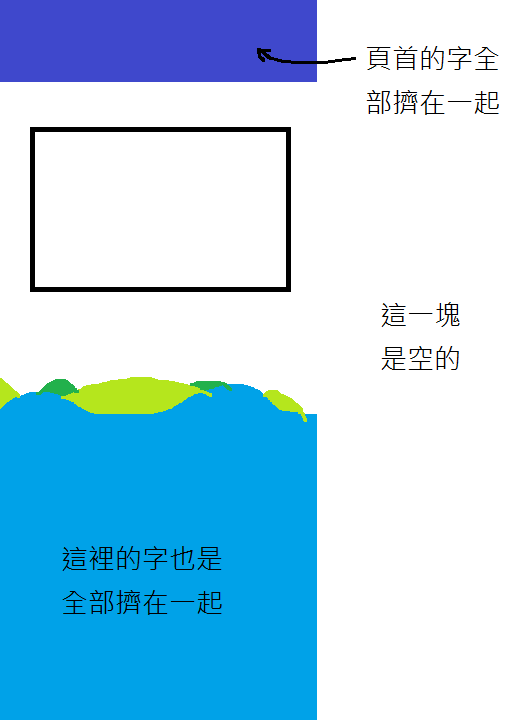 頁首的字全
部擠在一起
這一塊
是空的
這裡的字也是
全部擠在一起